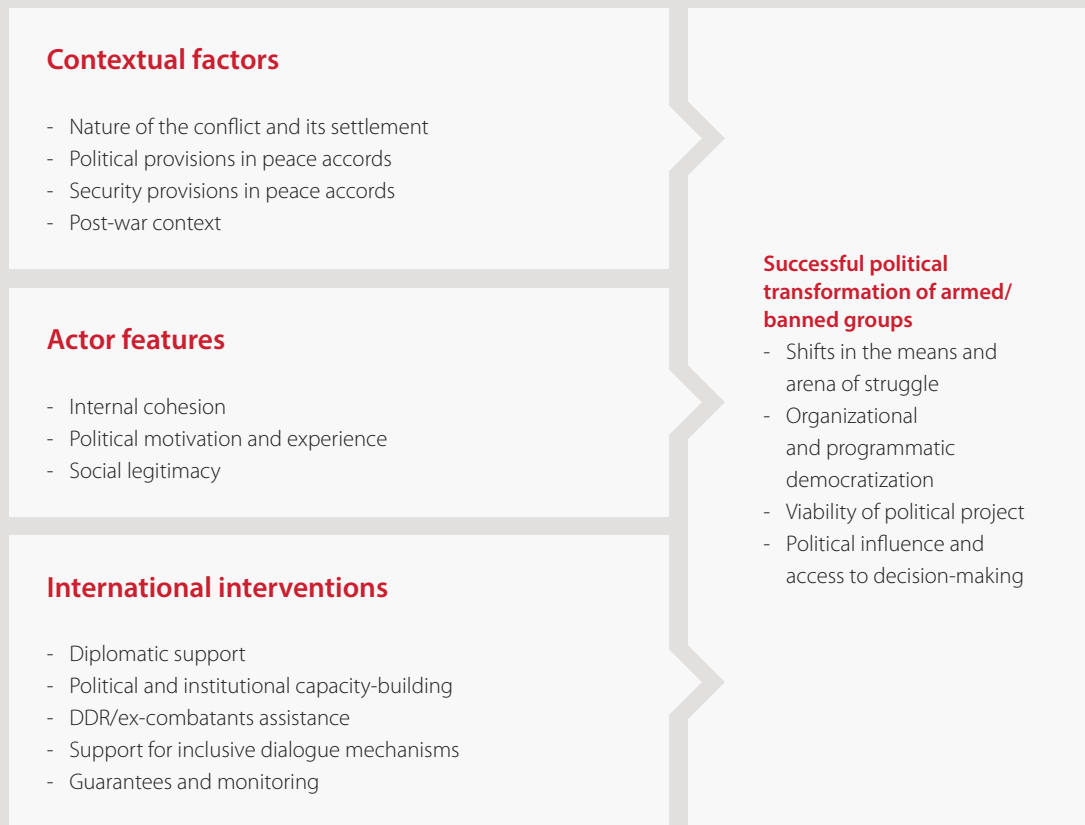 Contextual factors
- Nature of the conflict and its settlement
- Political provisions in peace accords
- Security provisions in peace accords
- Post-war context
Actor features
- Internal cohesion
- Political motivation and experience
- Social legitimacy
International interventions
- Diplomatic support
- Political and institutional capacity-building
- DDR/ex-combatants assistance
- Support for inclusive dialogue mechanisms
- Guarantees and monitoring
Successful political
transformation of armed/
banned groups
- Shifts in the means and
arena of struggle
- Organizational
and programmatic
democratization
- Viability of political project
- Political influence and
access to decision-making